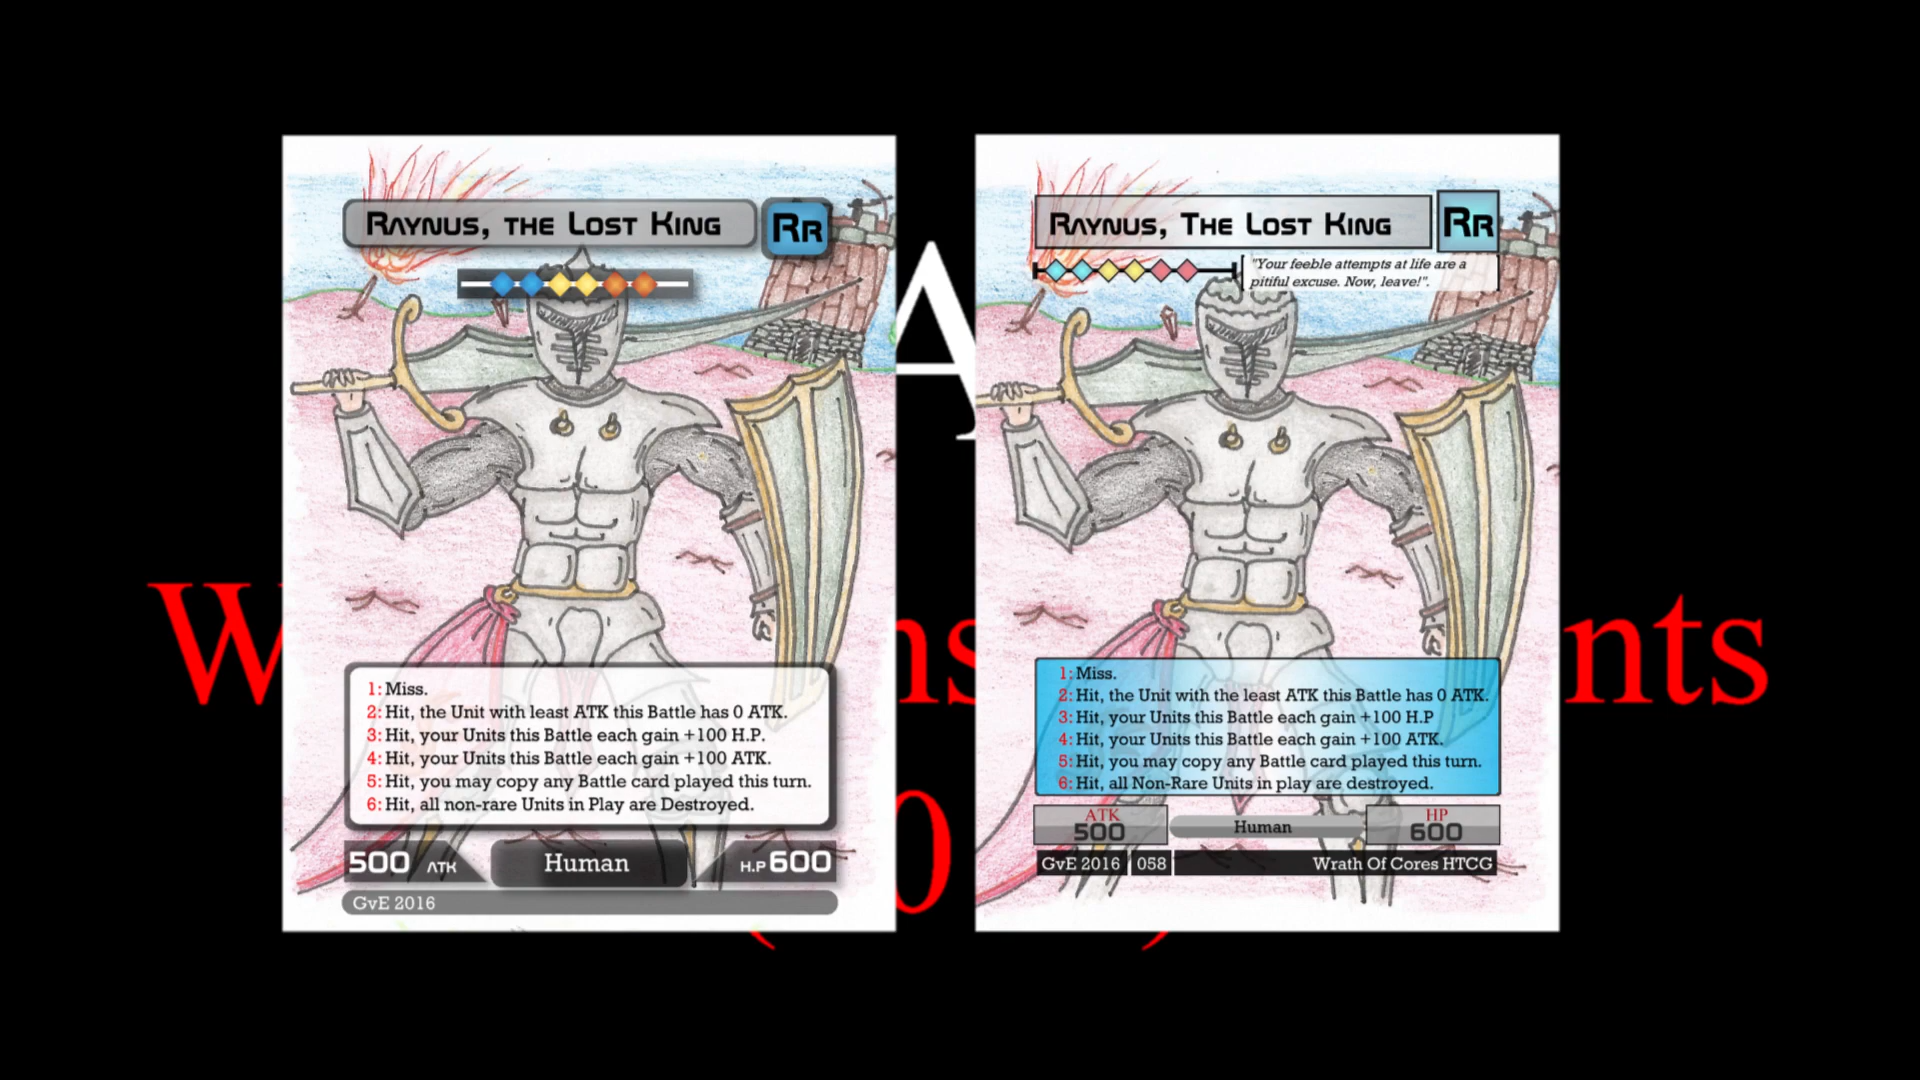 Raynus, the Lost King
Rr
1: Miss.
2: Hit, the Unit with least ATK this Battle has 0 ATK.
3: Hit, your Units this Battle each gain +100 H.P.
4: Hit, your Units this Battle each gain +100 ATK.
5: Hit, you may copy any Battle card played this turn.
6: Hit, all non-rare Units in Play are Destroyed.
500 ATK
Human
H.P 600
GvE 2016
Raynus, The Lost King
Rr
"Your feeble attempts at life are a
pitiful excuse. Now, leave!".
1: Miss.
2: Hit, the Unit with the least ATK this Battle has 0 ATK.
3: Hit, your Units this Battle each gain +100 H.P
4: Hit, your Units this Battle each gain +100 ATK.
5: Hit, you may copy any Battle card played this turn.
6: Hit, all Non-Rare Units in play are destroyed.
ATK
500
Human
HP
600
GvE 2016 058 Wrath Of Cores HTCG